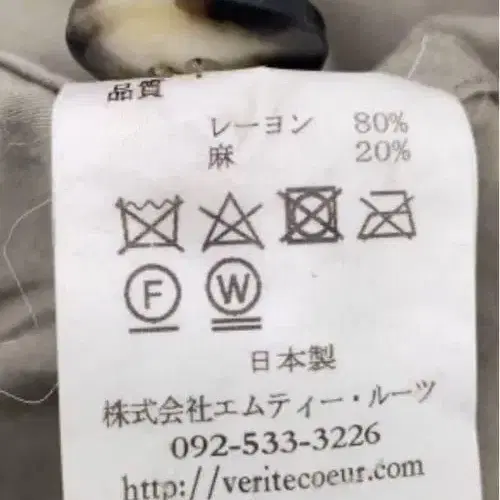 品質
レーヨン 80%
麻 20%
F W
日本製
株式会社エムティー・ルーツ
092-533-3226
http://veritecoeur.com